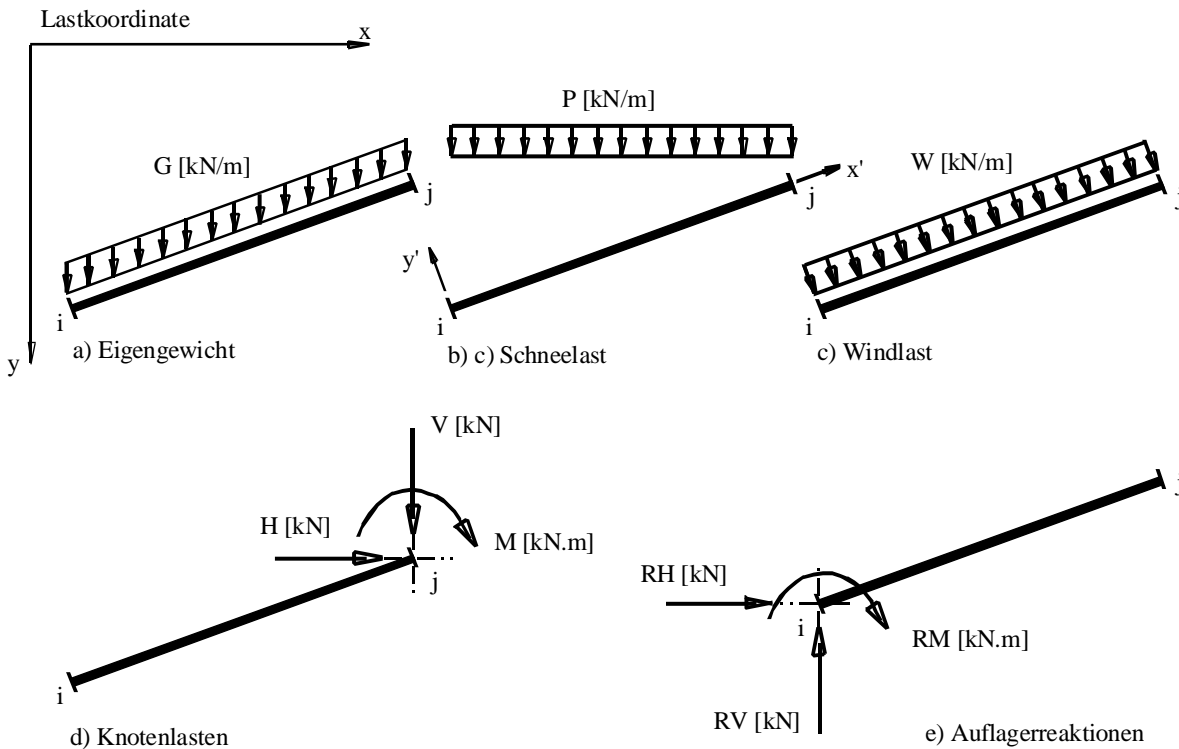 Lastkoordinate
x
P [kN/m]
G [kN/m]
W [kN/m]
x'
j
j
j
y'
i
i
i
y
a) Eigengewicht
b) c) Schneelast
c) Windlast
V [kN]
H [kN]
M [kN.m]
j
j
RH [kN]
i
RM [kN.m]
i
RV [kN]
d) Knotenlasten
e) Auflagerreaktionen